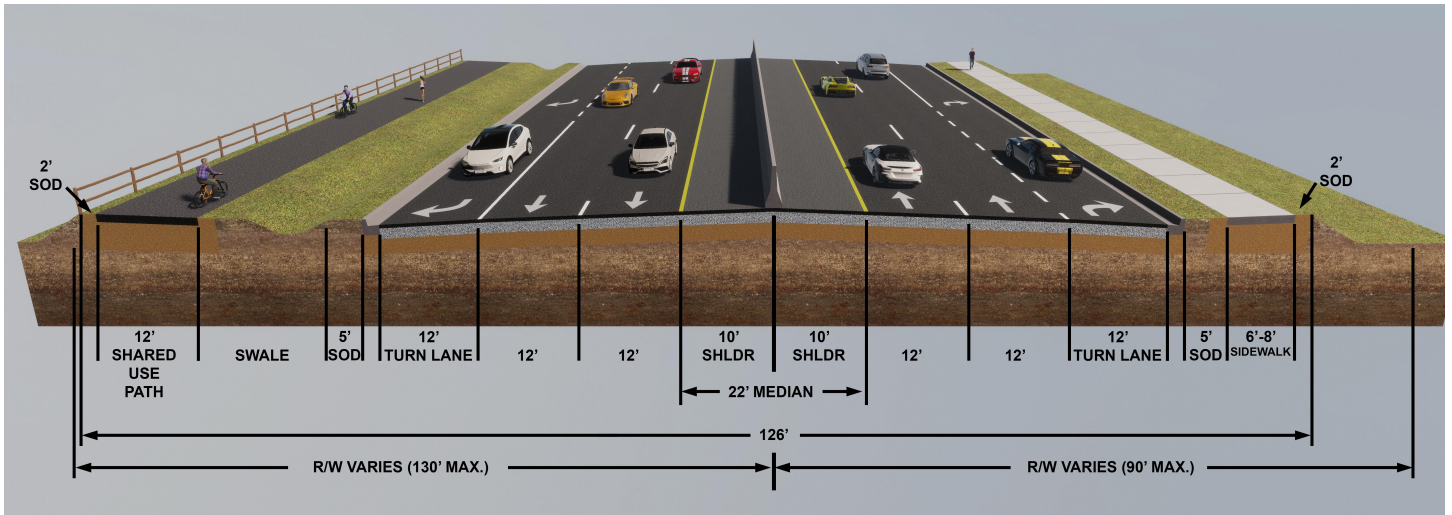 2’
SOD
2’
SOD
12’
SHARED
USE
PATH
SWALE
5’
SOD
12’
TURN LANE
12’
12’
10’
SHLDR
10’
SHLDR
12’
12’
12’
TURN LANE
5’
SOD
6’-8’
SIDEWALK
22’ MEDIAN
126’
R/W VARIES (130’ MAX.)
R/W VARIES (90’ MAX.)